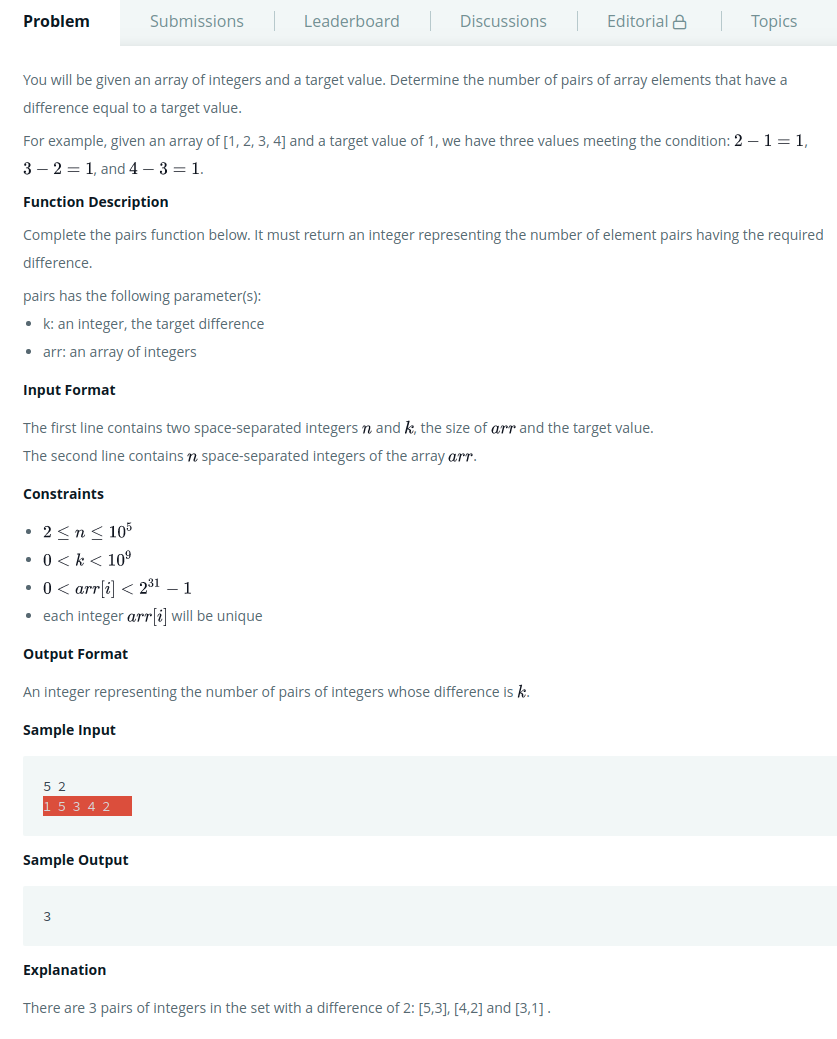 Problem Submissions Leaderboard Discussions Editorial Topics
You will be given an array of integers and a target value. Determine the number of pairs of array elements that have a
difference equal to a target value.
For example, given an array of [1, 2, 3, 4] and a target value of 1, we have three values meeting the condition: 2 − 1 = 1,
3 − 2 = 1, and 4 − 3 = 1.
Function Description
Complete the pairs function below. It must return an integer representing the number of element pairs having the required
difference.
pairs has the following parameter(s):
• k: an integer, the target difference
• arr: an array of integers
Input Format
The first line contains two space-separated integers n and k, the size of arr and the target value.
The second line contains n space-separated integers of the array arr.
Constraints
• 2 ≤ n ≤ 10⁵
• 0 < k < 10⁹
• 0 < arr[i] < 2³¹ − 1
• each integer arr[i] will be unique
Output Format
An integer representing the number of pairs of integers whose difference is k.
Sample Input
5 2
1 5 3 4 2
Sample Output
3
Explanation
There are 3 pairs of integers in the set with a difference of 2: [5,3], [4,2] and [3,1] .